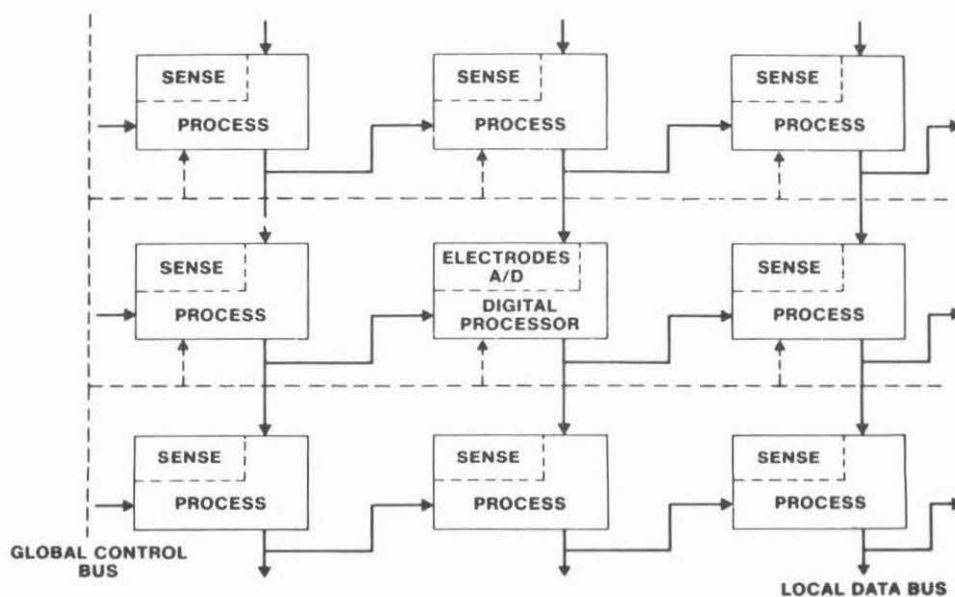 SENSE
PROCESS
SENSE
PROCESS
SENSE
PROCESS
SENSE
PROCESS
ELECTRODES
A/D
DIGITAL
PROCESSOR
SENSE
PROCESS
SENSE
PROCESS
SENSE
PROCESS
SENSE
PROCESS
GLOBAL CONTROL
BUS
LOCAL DATA BUS